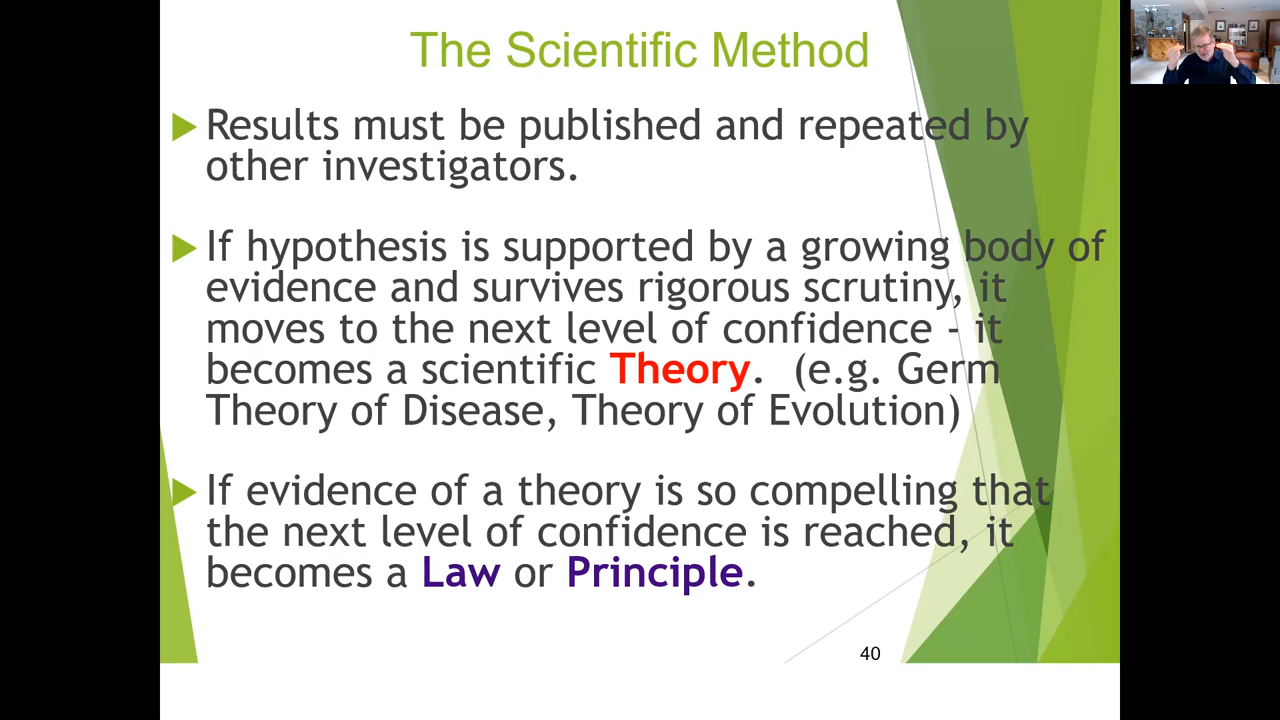 The Scientific Method
Results must be published and repeated by
other investigators.
If hypothesis is supported by a growing body of
evidence and survives rigorous scrutiny, it
moves to the next level of confidence - it
becomes a scientific Theory. (e.g. Germ
Theory of Disease, Theory of Evolution)
If evidence of a theory is so compelling that
the next level of confidence is reached, it
becomes a Law or Principle.
40